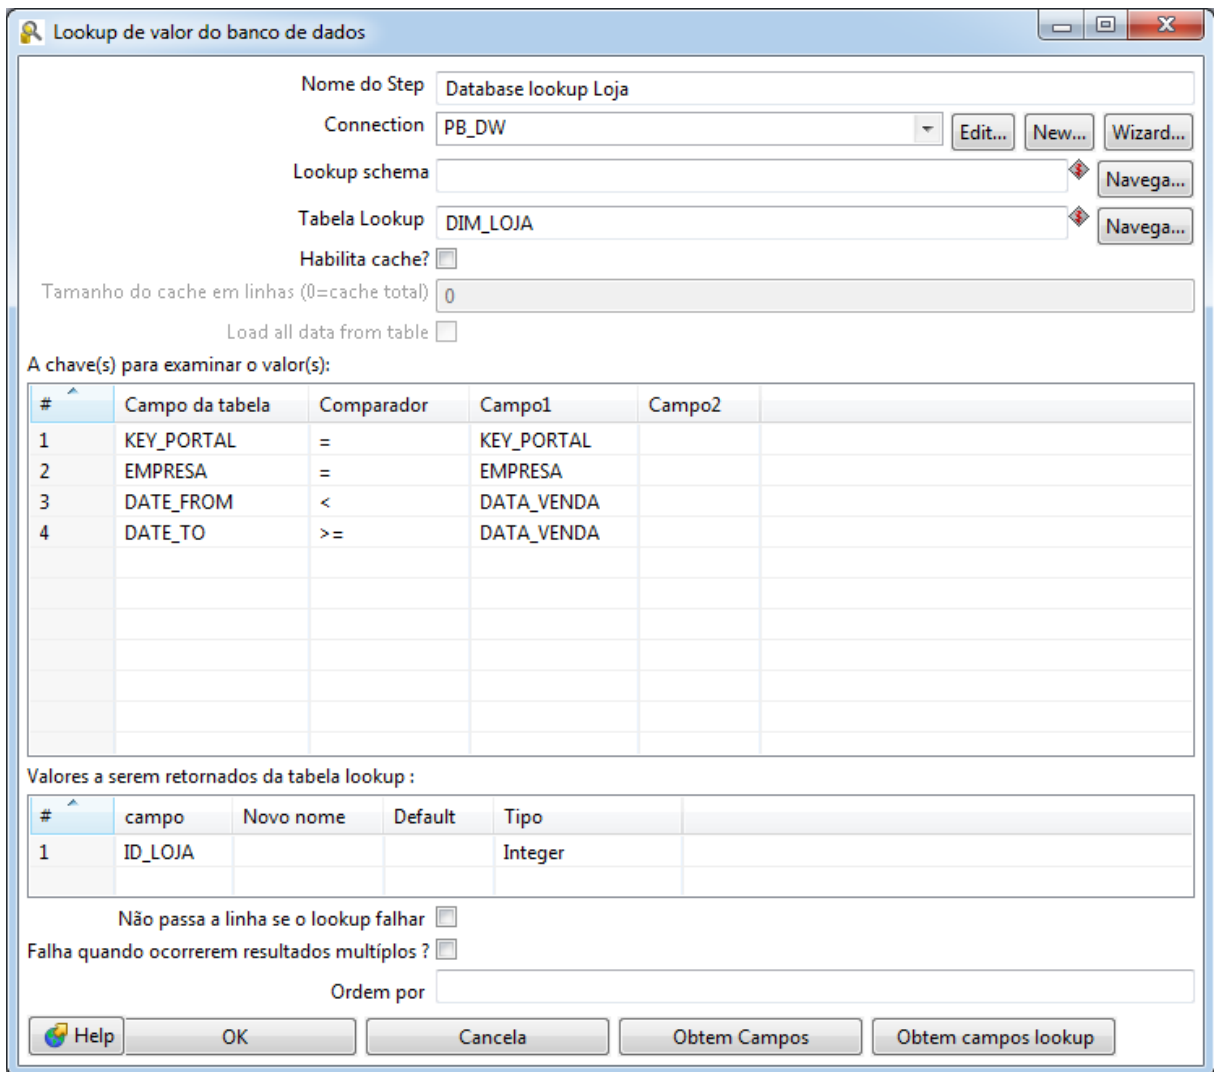 Lookup de valor do banco de dados
Nome do Step Database lookup Loja
Connection PB_DW Edit... New... Wizard...
Lookup schema Navega...
Tabela Lookup DIM_LOJA Navega...
Habilita cache?
Tamanho do cache em linhas (0=cache total) 0
Load all data from table
A chave(s) para examinar o valor(s):
# Campo da tabela Comparador Campo1 Campo2
1 KEY_PORTAL = KEY_PORTAL
2 EMPRESA = EMPRESA
3 DATE_FROM < DATA_VENDA
4 DATE_TO >= DATA_VENDA
Valores a serem retornados da tabela lookup :
# campo Novo nome Default Tipo
1 ID_LOJA Integer
Não passa a linha se o lookup falhar
Falha quando ocorrerem resultados multíplos ?
Ordem por
Help OK Cancela Obtem Campos Obtem campos lookup